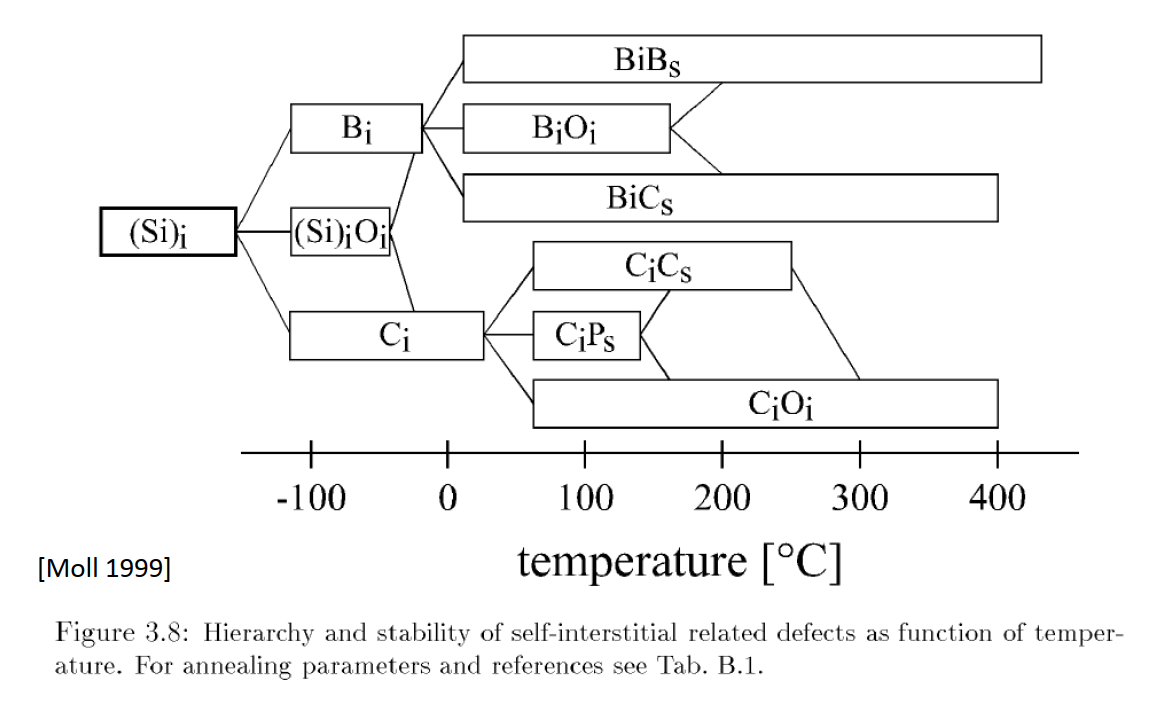 BiBs
Bi
BiOi
BiCs
(Si)i
(Si)iOi
CiCs
Ci
CiPs
CiOi
-100 0 100 200 300 400
[Moll 1999]
temperature [°C]
Figure 3.8: Hierarchy and stability of self-interstitial related defects as function of temper-
ature. For annealing parameters and references see Tab. B.1.